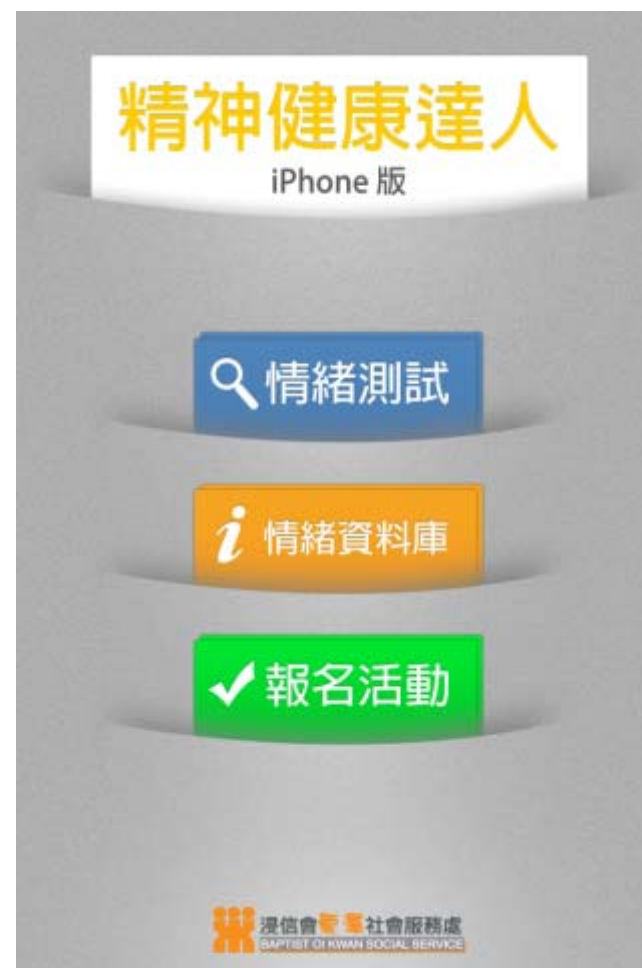 精神健康達人
iPhone 版
情緒測試
i 情緒資料庫
報名活動
浸信會愛羣社會服務處
BAPTIST OI KWAN SOCIAL SERVICE